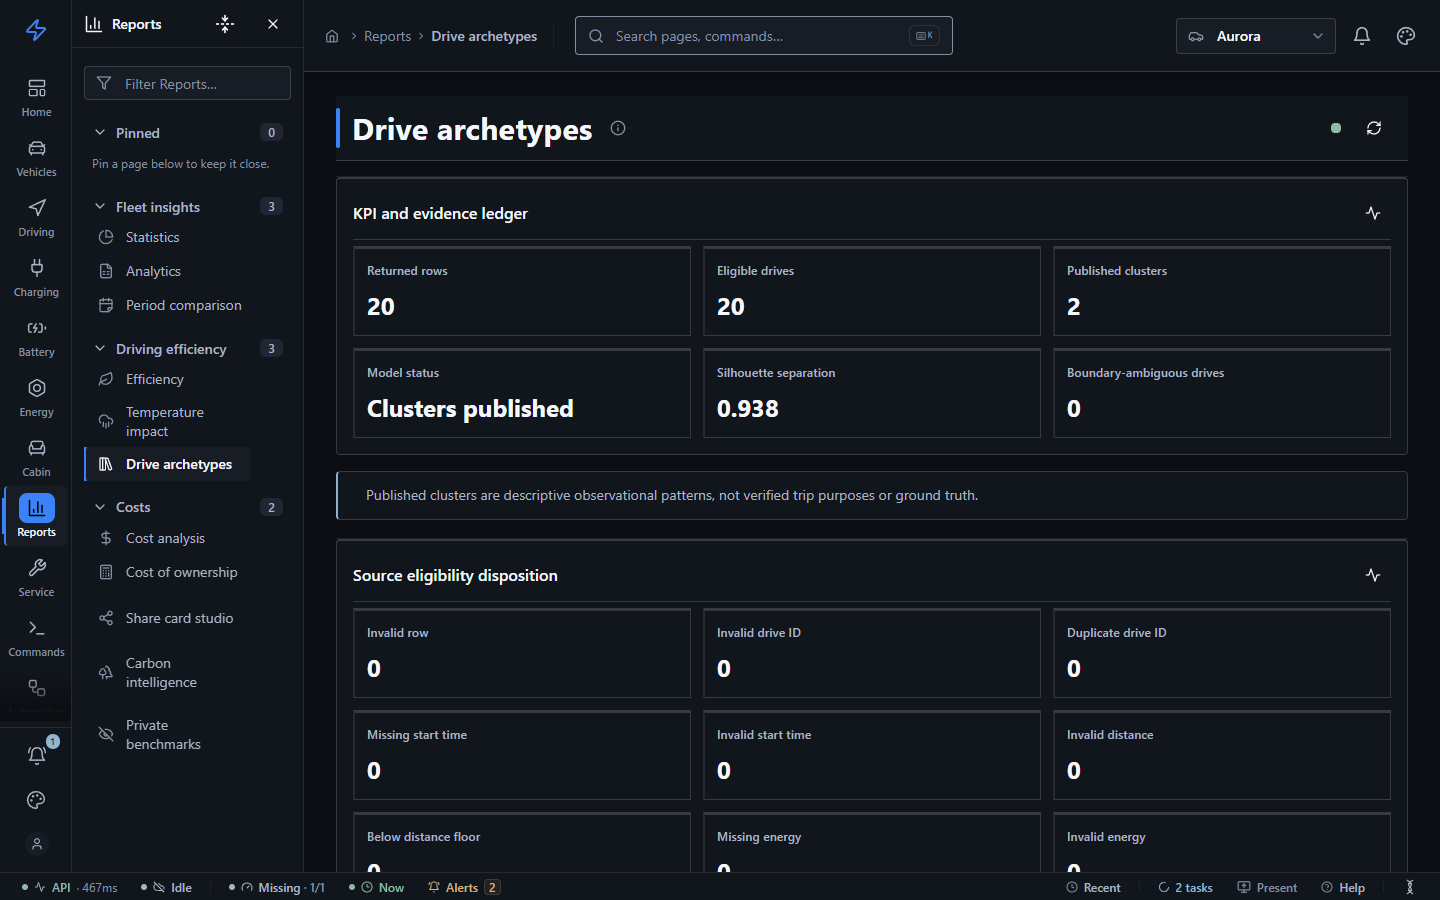 Reports
Reports
Drive archetypes
Search pages, commands...
K
Aurora
Home
Vehicles
Driving
Charging
Battery
Energy
Cabin
Reports
Service
Commands
1
Filter Reports...
Pinned
0
Pin a page below to keep it close.
Fleet insights
3
Statistics
Analytics
Period comparison
Driving efficiency
3
Efficiency
Temperature
impact
Drive archetypes
Costs
2
Cost analysis
Cost of ownership
Share card studio
Carbon
intelligence
Private
benchmarks
Drive archetypes
KPI and evidence ledger
Returned rows
20
Eligible drives
20
Published clusters
2
Model status
Clusters published
Silhouette separation
0.938
Boundary-ambiguous drives
0
Published clusters are descriptive observational patterns, not verified trip purposes or ground truth.
Source eligibility disposition
Invalid row
0
Invalid drive ID
0
Duplicate drive ID
0
Missing start time
0
Invalid start time
0
Invalid distance
0
Below distance floor
0
Missing energy
0
Invalid energy
0
API · 467ms
Idle
Missing · 1/1
Now
Alerts 2
Recent
2 tasks
Present
Help